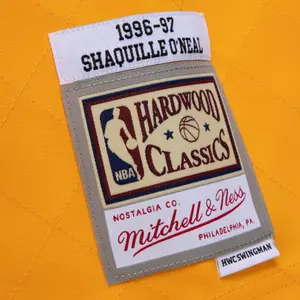 1996-97
SHAQUILLE O'NEAL
HARDWOOD
CLASSICS
NBA
NOSTALGIA CO.
Mitchell & Ness
PHILADELPHIA, PA.
HWCSWINGMAN